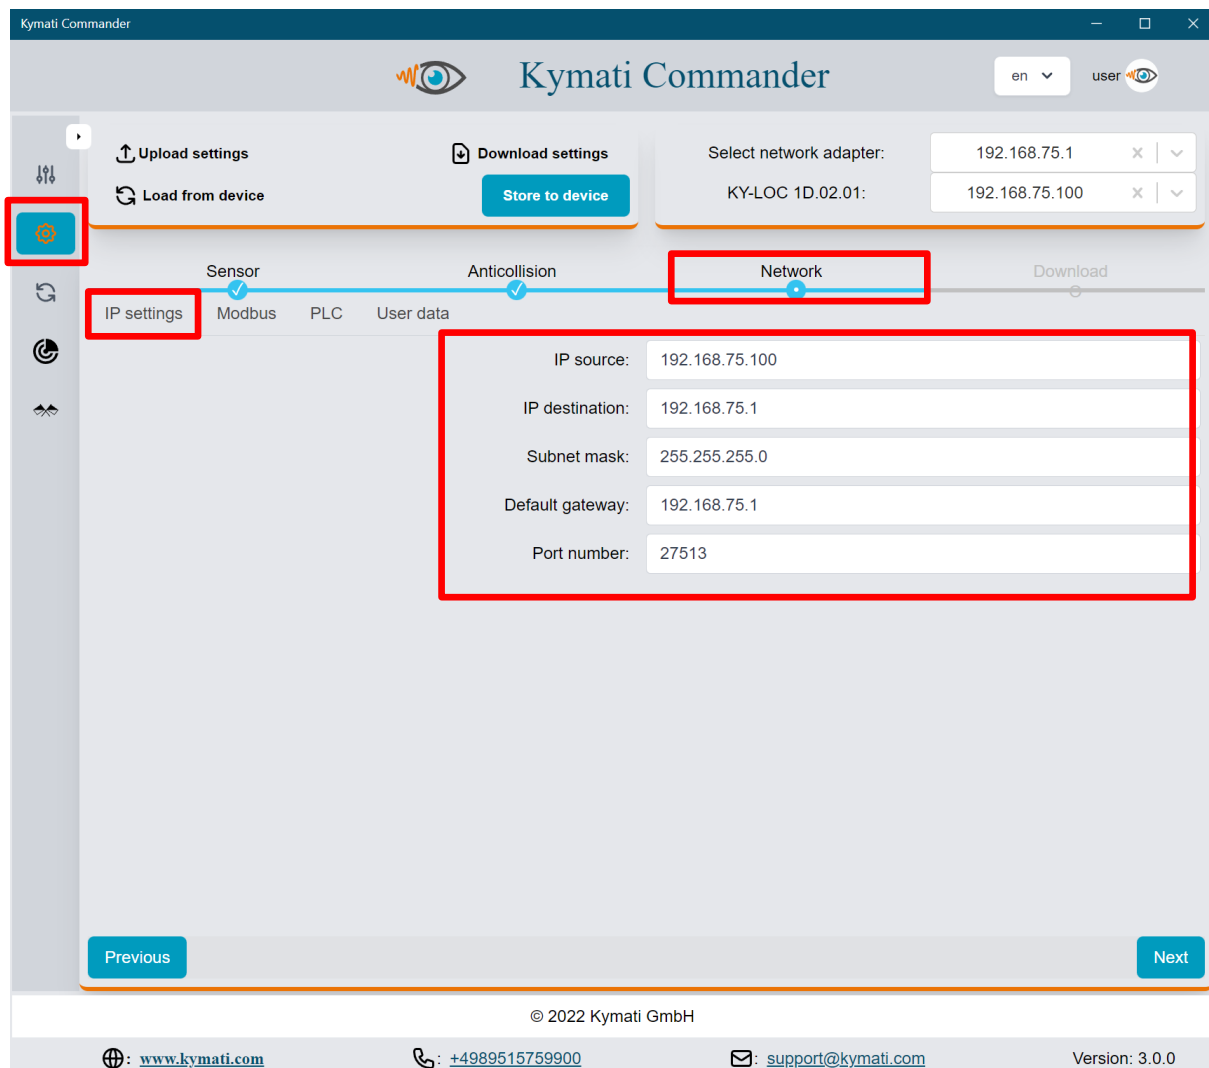 Kymati Commander
Kymati Commander
en
user
Upload settings
Download settings
Select network adapter:
192.168.75.1
Load from device
Store to device
KY-LOC 1D.02.01:
192.168.75.100
Sensor
Anticollision
Network
Download
IP settings
Modbus
PLC
User data
IP source:
192.168.75.100
IP destination:
192.168.75.1
Subnet mask:
255.255.255.0
Default gateway:
192.168.75.1
Port number:
27513
Previous
Next
© 2022 Kymati GmbH
: www.kymati.com
: +4989515759900
: support@kymati.com
Version: 3.0.0